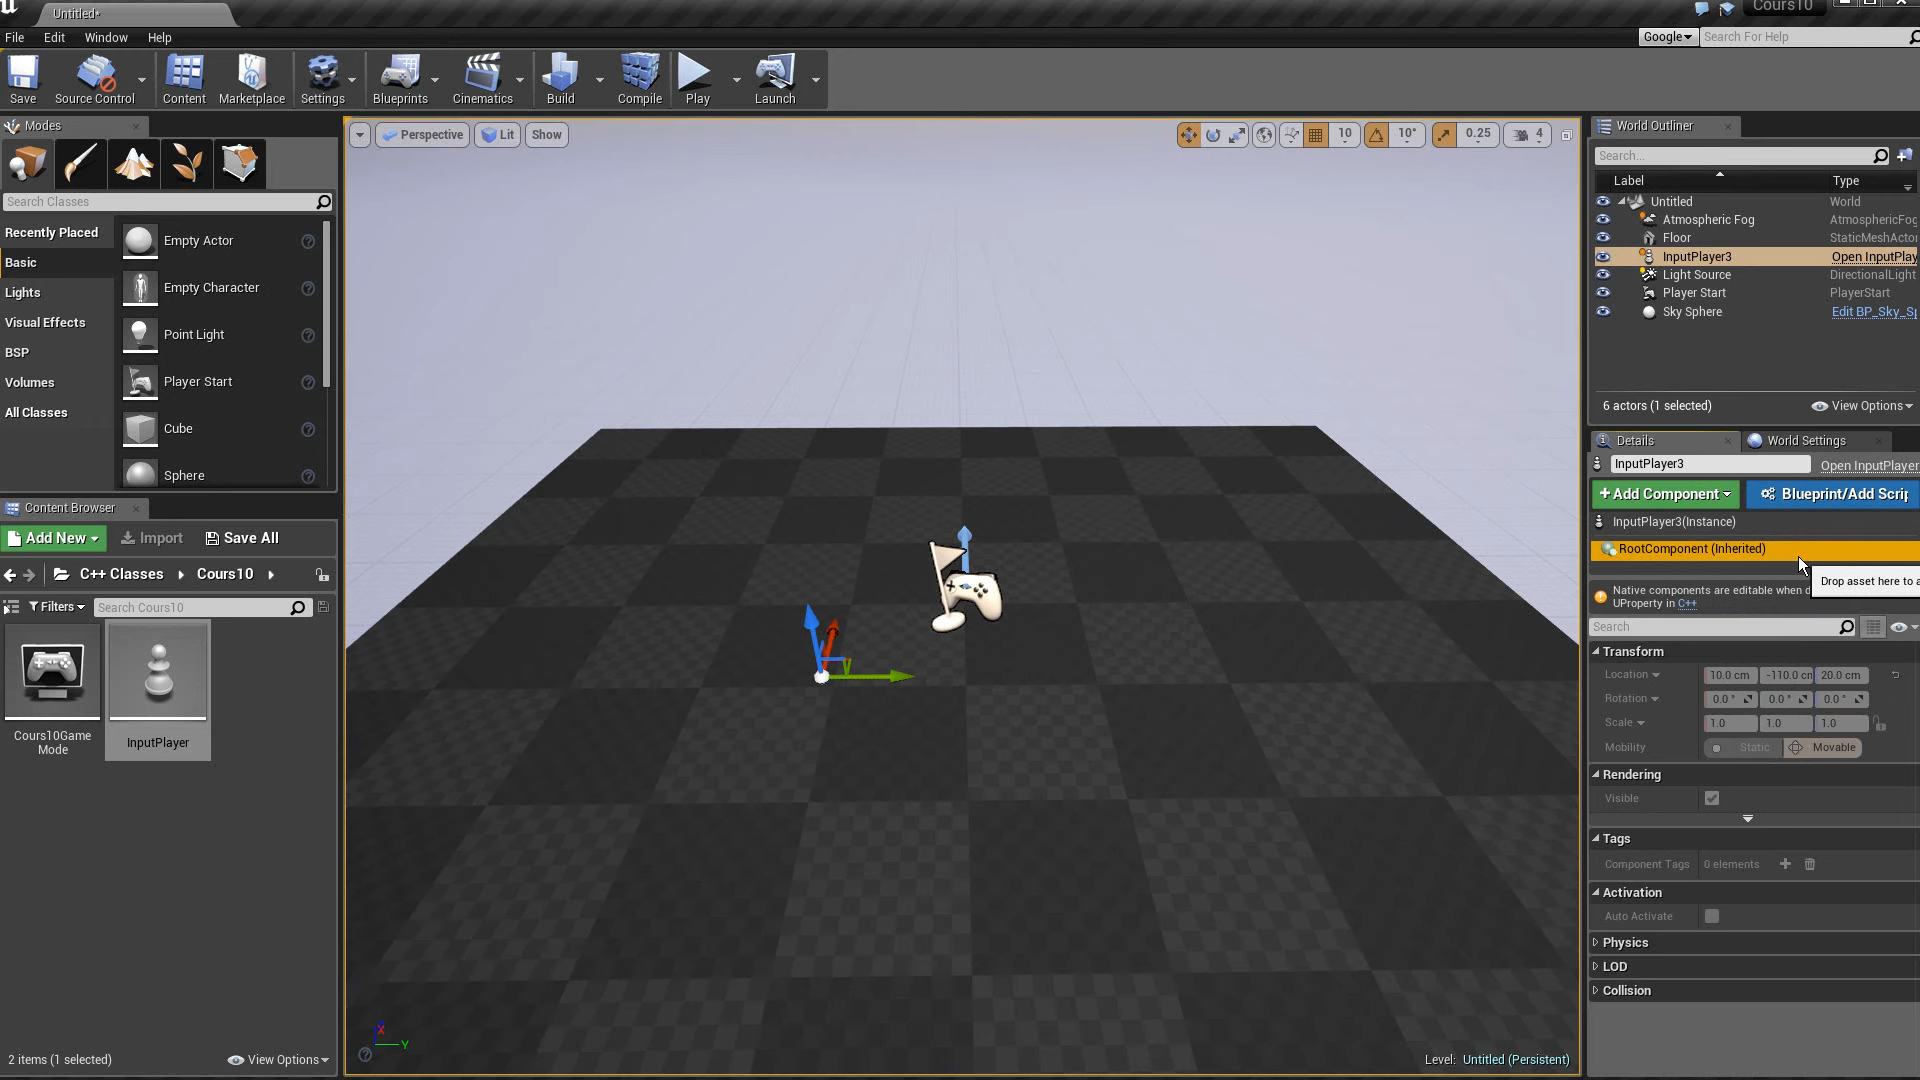 Untitled*
Cours10
File Edit Window Help
Google Search For Help
Save Source Control Content Marketplace Settings Blueprints Cinematics Build Compile Play Launch
Modes
Search Classes
Recently Placed
Basic
Lights
Visual Effects
BSP
Volumes
All Classes
Empty Actor
Empty Character
Point Light
Player Start
Cube
Sphere
Content Browser
Add New Import Save All
C++ Classes Cours10
Filters Search Cours10
Cours10Game
Mode
InputPlayer
2 items (1 selected) View Options
Perspective Lit Show
10 10° 0.25 4
X
Y
Level: Untitled (Persistent)
World Outliner
Search...
Label Type
Untitled World
Atmospheric Fog AtmosphericFog
Floor StaticMeshActo
InputPlayer3 Open InputPlay
Light Source DirectionalLight
Player Start PlayerStart
Sky Sphere Edit BP_Sky_Sp
6 actors (1 selected) View Options
Details World Settings
InputPlayer3 Open InputPlayer
+Add Component Blueprint/Add Scrip
InputPlayer3(Instance)
RootComponent (Inherited)
Drop asset here to a
Native components are editable when d
UProperty in C++
Search
Transform
Location 10.0 cm -110.0 cm 20.0 cm
Rotation 0.0 ° 0.0 ° 0.0 °
Scale 1.0 1.0 1.0
Mobility Static Movable
Rendering
Visible
Tags
Component Tags 0 elements
Activation
Auto Activate
Physics
LOD
Collision